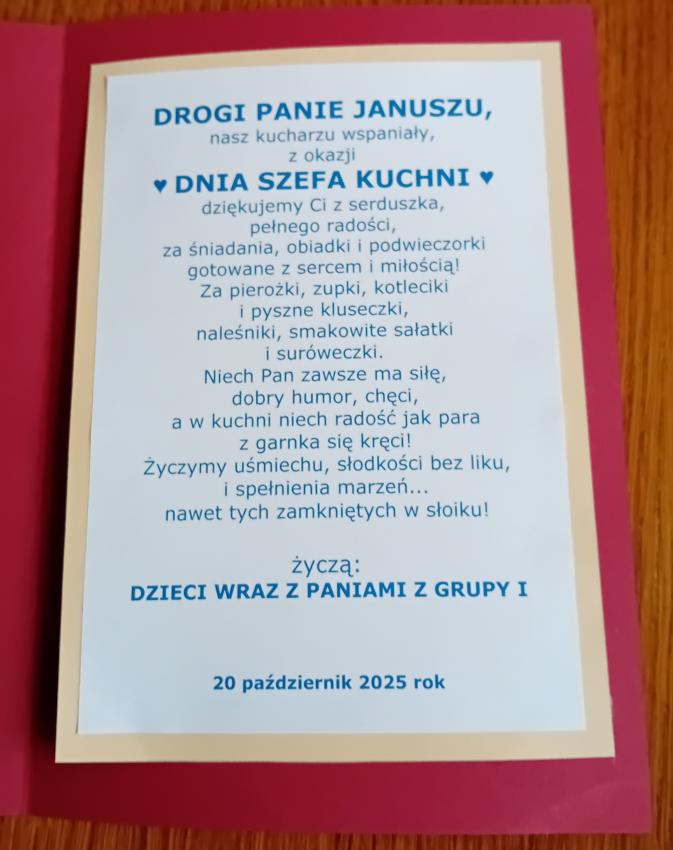 DROGI PANIE JANUSZU,
nasz kucharzu wspaniały,
z okazji
♥ DNIA SZEFA KUCHNI ♥
dziękujemy Ci z serduszka,
pełnego radości,
za śniadania, obiadki i podwieczorki
gotowane z sercem i miłością!
Za pierożki, zupki, kotleciki
i pyszne kluseczki,
naleśniki, smakowite sałatki
i suróweczki.
Niech Pan zawsze ma siłę,
dobry humor, chęci,
a w kuchni niech radość jak para
z garnka się kręci!
Życzymy uśmiechu, słodkości bez liku,
i spełnienia marzeń...
nawet tych zamkniętych w słoiku!
życzą:
DZIECI WRAZ Z PANIAMI Z GRUPY I
20 październik 2025 rok